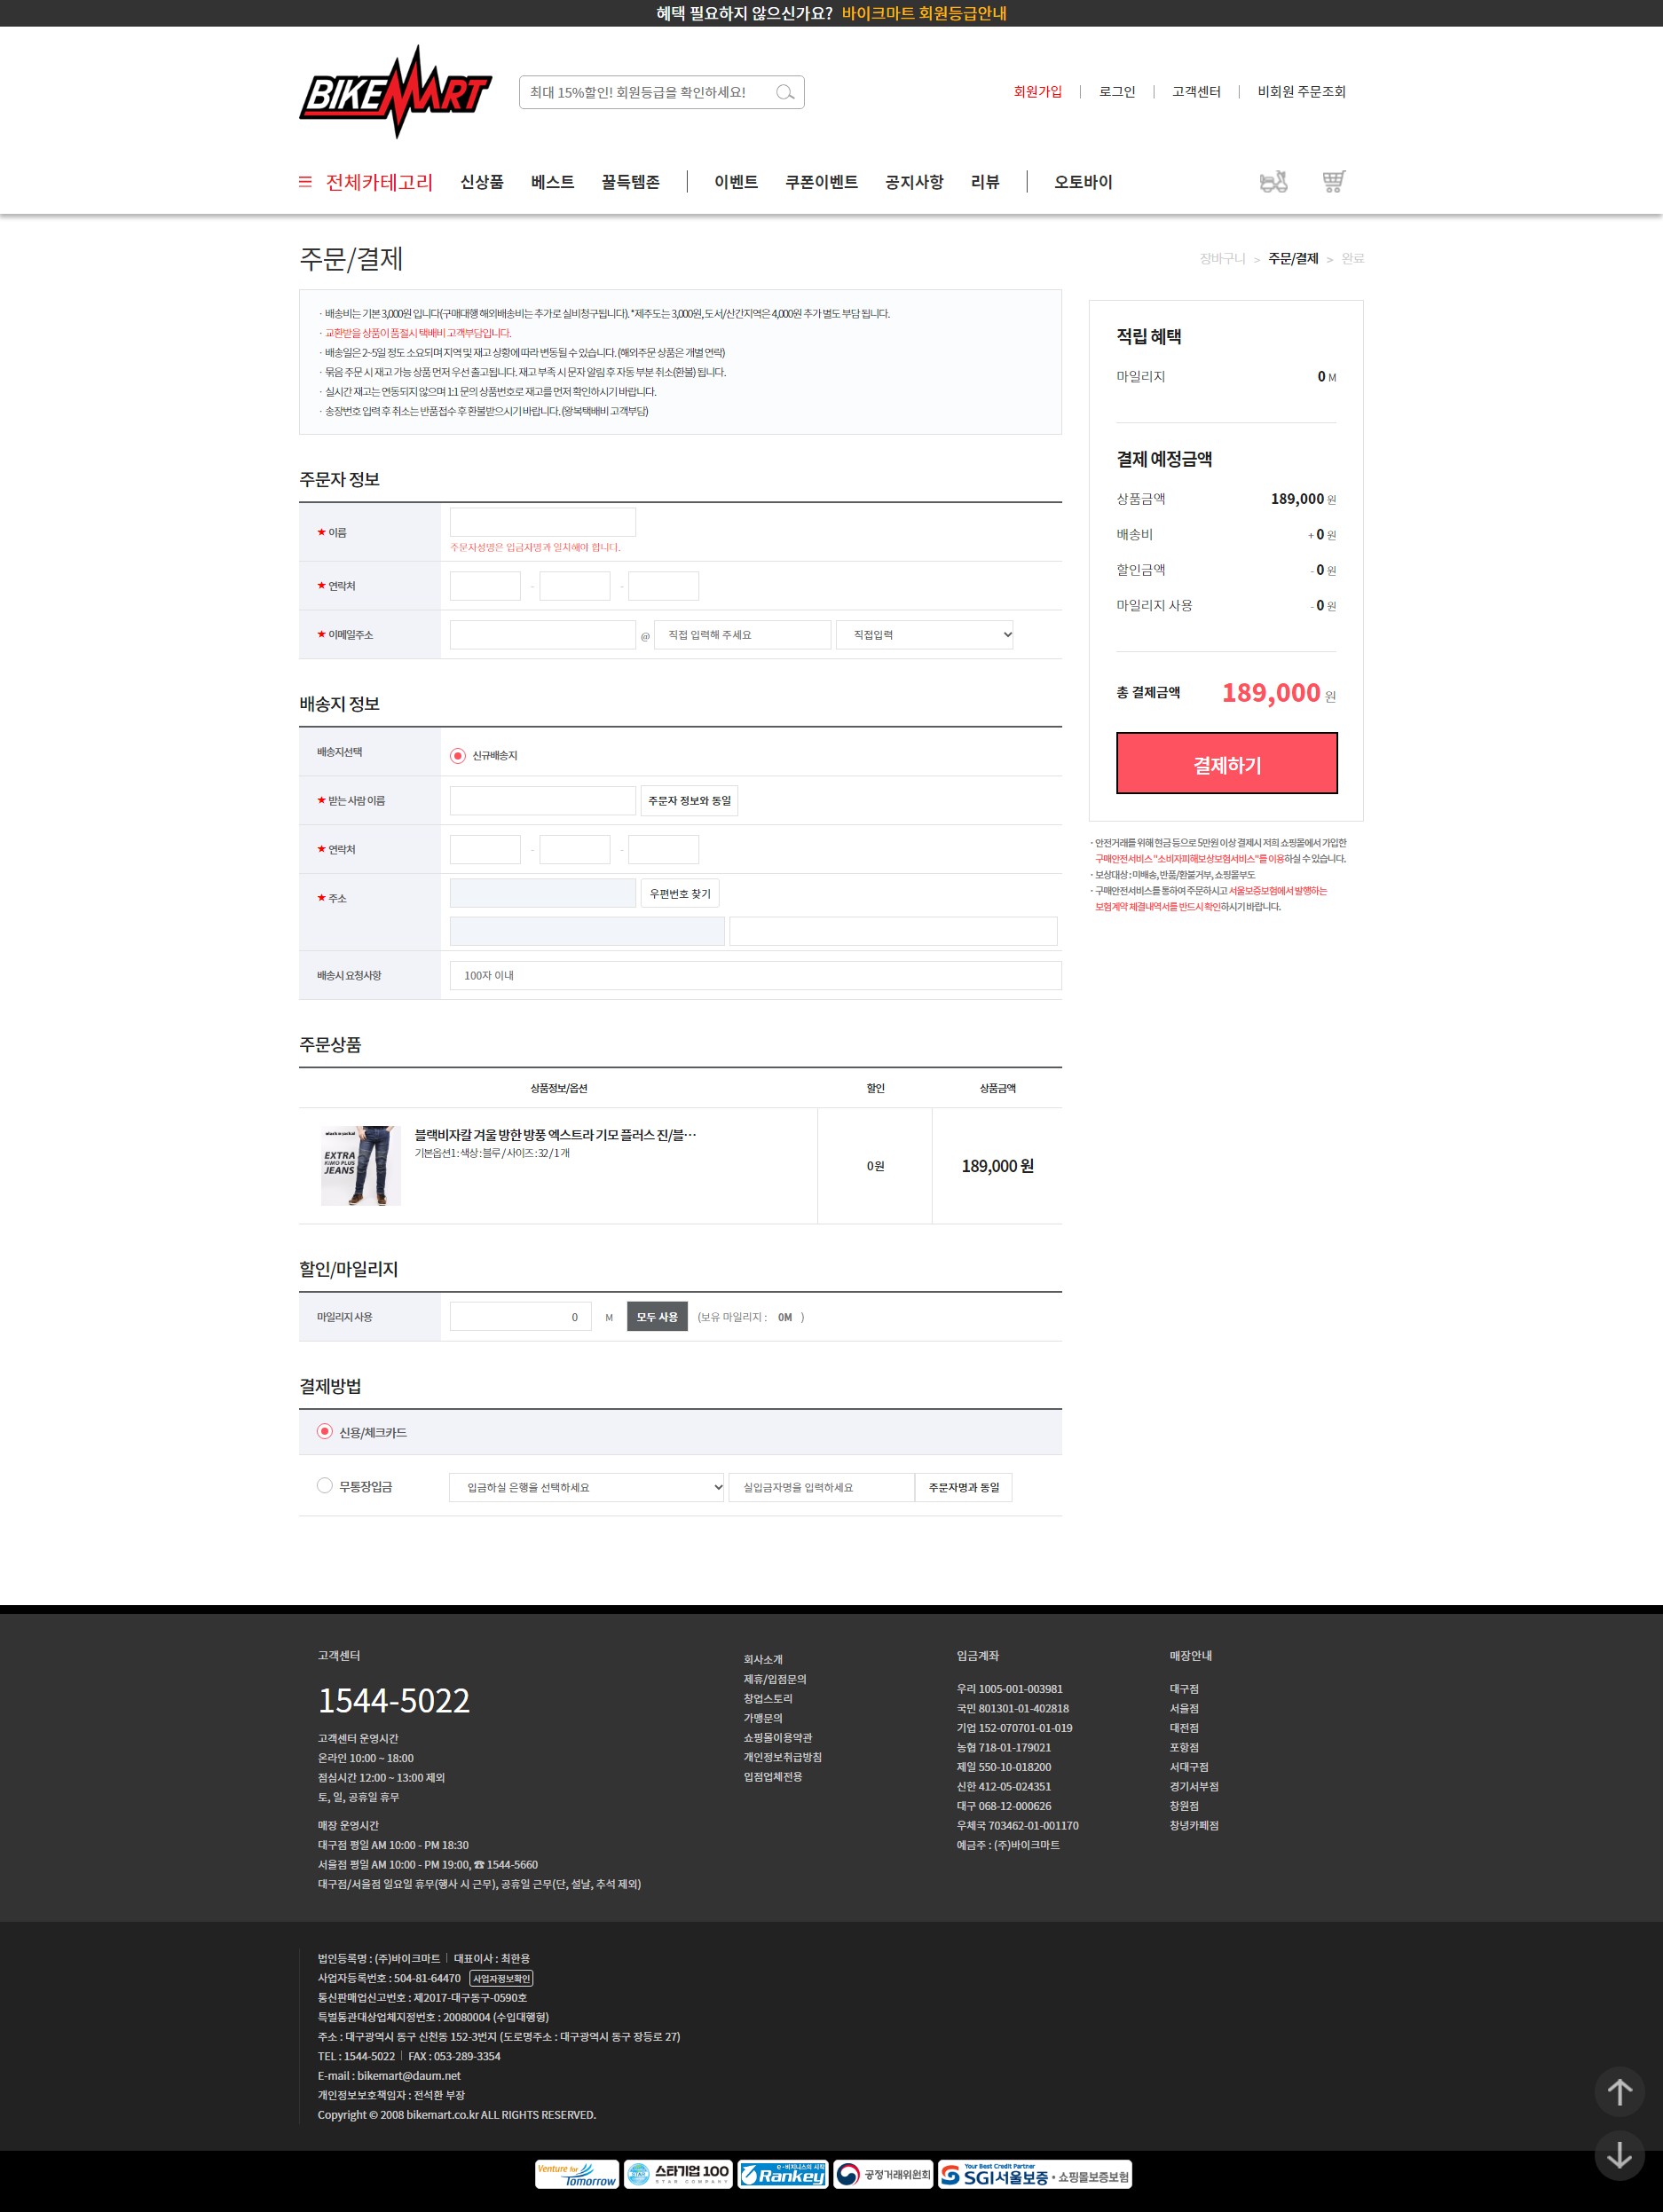 혜택 필요하지 않으신가요? 바이크마트 회원등급안내
BIKEMART
최대 15%할인! 회원등급을 확인하세요!
회원가입 로그인 고객센터 비회원 주문조회
전체카테고리 신상품 베스트 꿀득템존 이벤트 쿠폰이벤트 공지사항 리뷰 오토바이
주문/결제
장바구니 > 주문/결제 > 완료
· 배송비는 기본 3,000원 입니다(구매대행 해외배송비는 추가로 실비청구됩니다). *제주도는 3,000원, 도서/산간지역은 4,000원 추가 별도 부담 됩니다.
· 교환받을 상품이 품절시 택배비 고객부담입니다.
· 배송일은 2~5일 정도 소요되며 지역 및 재고 상황에 따라 변동될 수 있습니다. (해외주문 상품은 개별 연락)
· 묶음 주문 시 재고 가능 상품 먼저 우선 출고됩니다. 재고 부족 시 문자 알림 후 자동 부분 취소(환불) 됩니다.
· 실시간 재고는 연동되지 않으며 1:1 문의 상품번호로 재고를 먼저 확인하시기 바랍니다.
· 송장번호 입력 후 취소는 반품접수 후 환불받으시기 바랍니다. (왕복택배비 고객부담)
주문자 정보
★ 이름
주문자성명은 입금자명과 일치해야 합니다.
★ 연락처 - -
★ 이메일주소 @ 직접 입력해 주세요 직접입력
배송지 정보
배송지선택 신규배송지
★ 받는 사람 이름 주문자 정보와 동일
★ 연락처 - -
★ 주소 우편번호 찾기
배송시 요청사항 100자 이내
주문상품
상품정보/옵션 할인 상품금액
black·n·jackal
EXTRA
KIMO PLUS
JEANS
블랙비자칼 겨울 방한 방풍 엑스트라 기모 플러스 진/블···
기본옵션1 : 색상 : 블루 / 사이즈 : 32 / 1 개
0원
189,000 원
할인/마일리지
마일리지 사용 0 M 모두 사용 (보유 마일리지 : 0M )
결제방법
신용/체크카드
무통장입금 입금하실 은행을 선택하세요 실입금자명을 입력하세요 주문자명과 동일
적립 혜택
마일리지 0 M
결제 예정금액
상품금액 189,000 원
배송비 + 0 원
할인금액 - 0 원
마일리지 사용 - 0 원
총 결제금액 189,000 원
결제하기
· 안전거래를 위해 현금 등으로 5만원 이상 결제시 저희 쇼핑몰에서 가입한
구매안전서비스 "소비자피해보상보험서비스"를 이용하실 수 있습니다.
· 보상대상 : 미배송, 반품/환불거부, 쇼핑몰부도
· 구매안전서비스를 통하여 주문하시고 서울보증보험에서 발행하는
보험계약 체결내역서를 반드시 확인하시기 바랍니다.
고객센터
1544-5022
고객센터 운영시간
온라인 10:00 ~ 18:00
점심시간 12:00 ~ 13:00 제외
토, 일, 공휴일 휴무
매장 운영시간
대구점 평일 AM 10:00 - PM 18:30
서울점 평일 AM 10:00 - PM 19:00, ☎ 1544-5660
대구점/서울점 일요일 휴무(행사 시 근무), 공휴일 근무(단, 설날, 추석 제외)
회사소개
제휴/입점문의
창업스토리
가맹문의
쇼핑몰이용약관
개인정보취급방침
입점업체전용
입금계좌
우리 1005-001-003981
국민 801301-01-402818
기업 152-070701-01-019
농협 718-01-179021
제일 550-10-018200
신한 412-05-024351
대구 068-12-000626
우체국 703462-01-001170
예금주 : (주)바이크마트
매장안내
대구점
서울점
대전점
포항점
서대구점
경기서부점
창원점
창녕카페점
법인등록명 : (주)바이크마트 | 대표이사 : 최한용
사업자등록번호 : 504-81-64470 사업자정보확인
통신판매업신고번호 : 제2017-대구동구-0590호
특별통관대상업체지정번호 : 20080004 (수입대행형)
주소 : 대구광역시 동구 신천동 152-3번지 (도로명주소 : 대구광역시 동구 장등로 27)
TEL : 1544-5022 | FAX : 053-289-3354
E-mail : bikemart@daum.net
개인정보보호책임자 : 전석환 부장
Copyright © 2008 bikemart.co.kr ALL RIGHTS RESERVED.
Venture for Tomorrow
스타기업 100
STAR COMPANY
e-비지니스의 시작
Rankey
공정거래위원회
Your Best Credit Partner
SGI서울보증 · 쇼핑몰보증보험